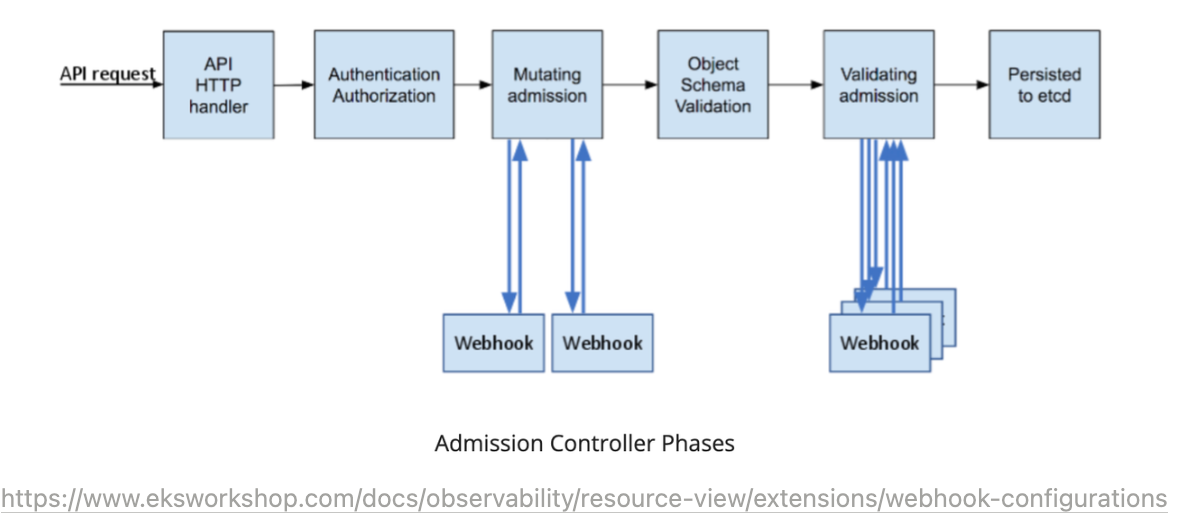 API request
API
HTTP
handler
Authentication
Authorization
Mutating
admission
Object
Schema
Validation
Validating
admission
Persisted
to etcd
Webhook
Webhook
Webhook
Admission Controller Phases
https://www.eksworkshop.com/docs/observability/resource-view/extensions/webhook-configurations